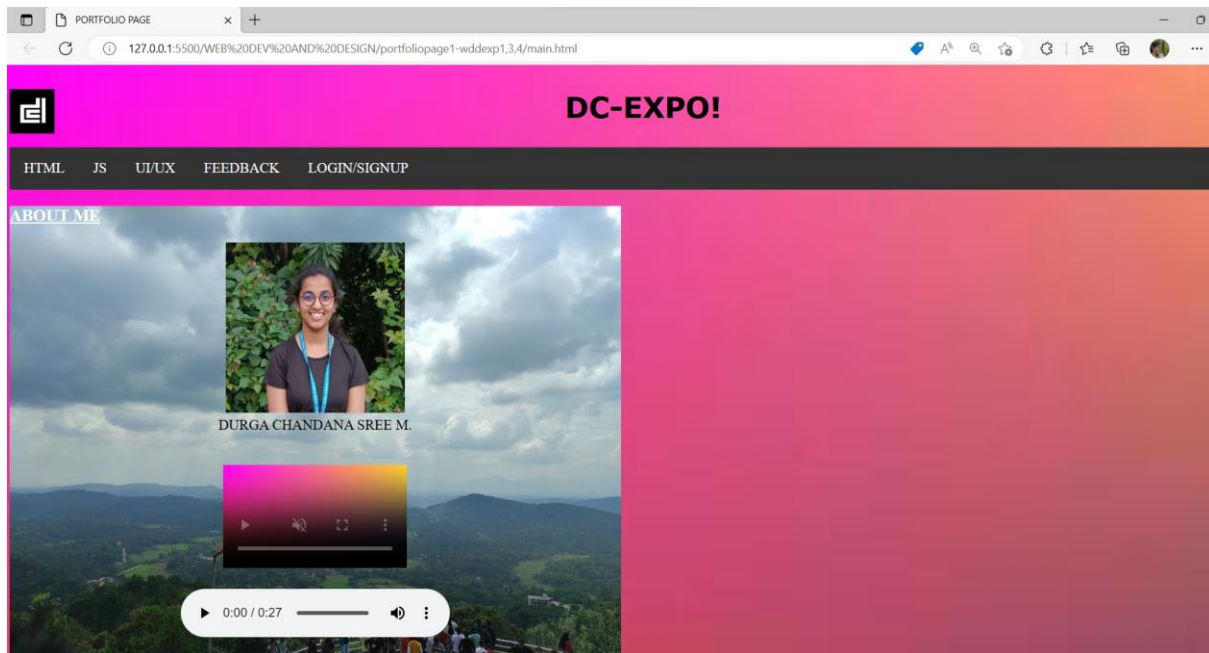 PORTFOLIO PAGE
127.0.0.1:5500/WEB%20DEV%20AND%20DESIGN/portfoliopage1-wddexp1,3,4/main.html
DC-EXPO!
HTML JS UI/UX FEEDBACK LOGIN/SIGNUP
ABOUT ME
DURGA CHANDANA SREE M.
0:00 / 0:27